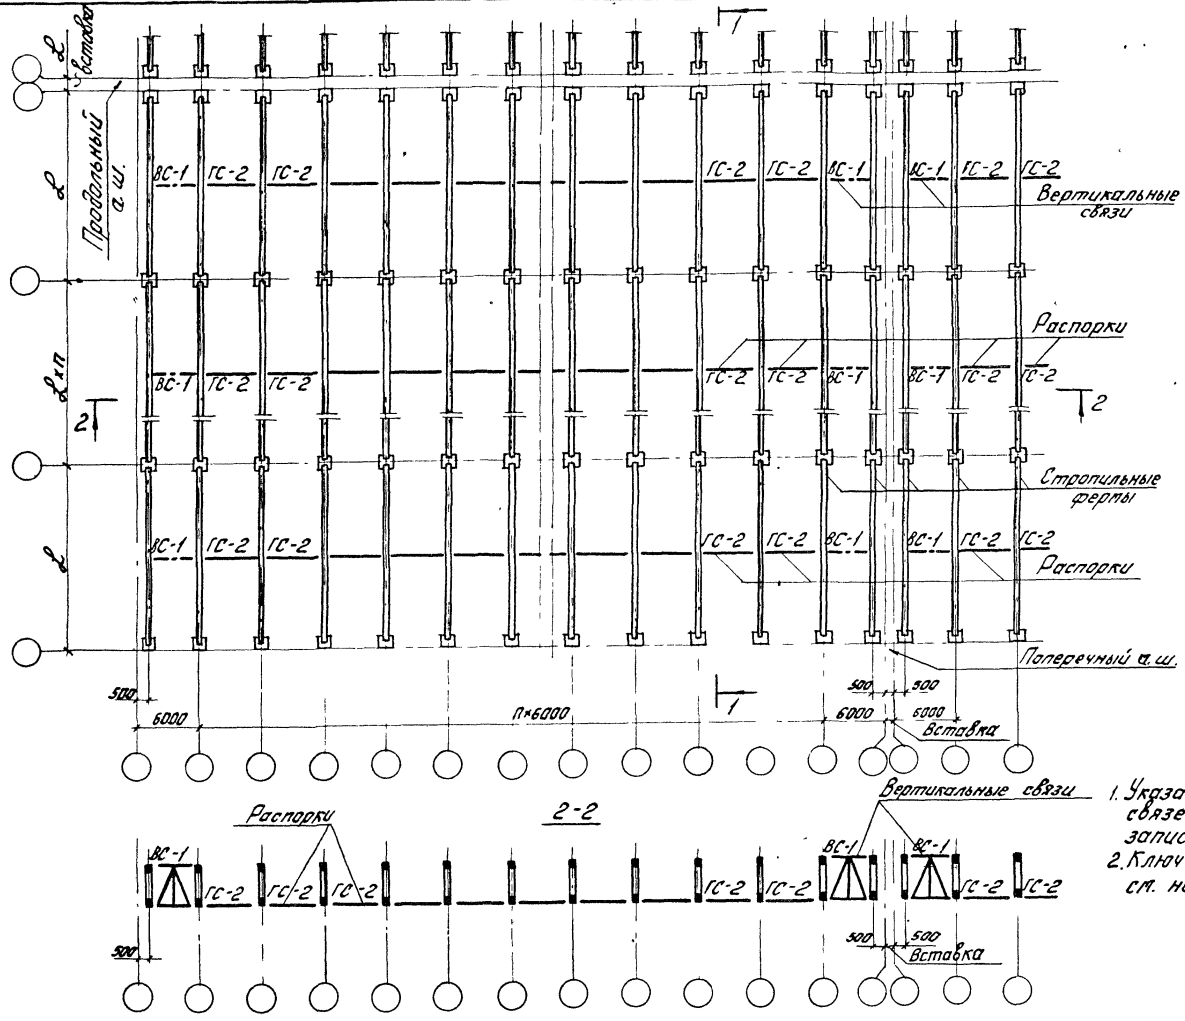 1
L
вставка
Продольный
а.ш.
L
ВС-1 ГС-2 ГС-2 ГС-2 ГС-2 ВС-1 ВС-1 ГС-2 ГС-2
Вертикальные
связи
Распорки
L×п
ВС-1 ГС-2 ГС-2 ГС-2 ГС-2 ВС-1 ВС-1 ГС-2 ГС-2
2 2
Стропильные
фермы
L
ВС-1 ГС-2 ГС-2 ГС-2 ГС-2 ВС-1 ВС-1 ГС-2 ГС-2
Распорки
Поперечный а.ш.
500 1 500 500
6000 п×6000 6000 6000
Вставка
Распорки 2-2 Вертикальные связи
ВС-1 ВС-1 ВС-1
ГС-2 ГС-2 ГС-2 ГС-2 ГС-2 ГС-2 ГС-2
500 500 500
Вставка
1. Указа
связе
запис
2. Ключ
см. на